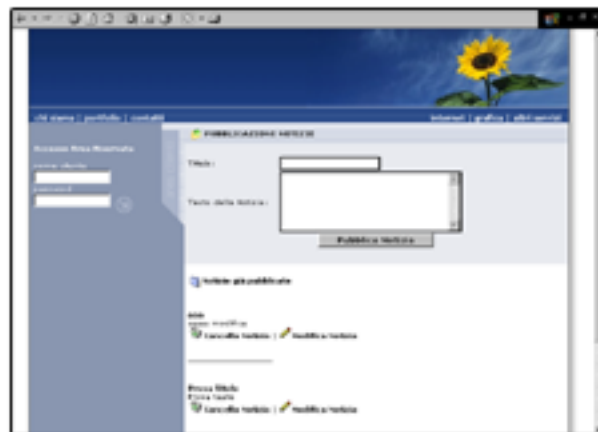 chi siamo | portfolio | contatti
internet | grafica | altri servizi
PUBBLICAZIONE NOTIZIE
Accesso Area Riservata
nome utente
password
Titolo:
Testo della Notizia:
Pubblica Notizia
Notizie già pubblicate
Cancella Notizia | Modifica Notizia
Prova Titolo
Prova testo
Cancella Notizia | Modifica Notizia